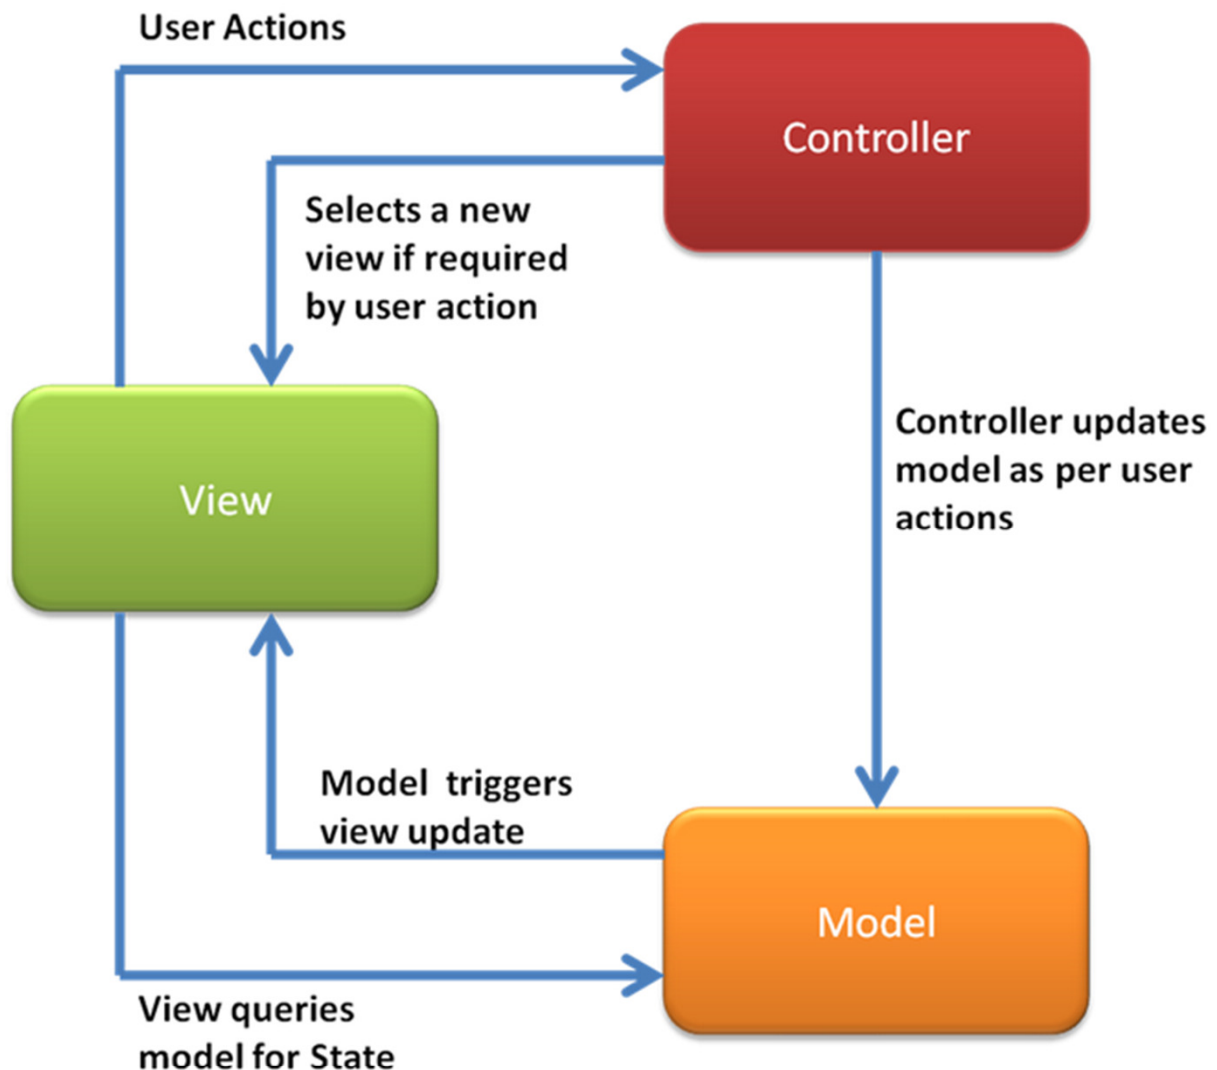 User Actions
Controller
Selects a new
view if required
by user action
View
Controller updates
model as per user
actions
Model triggers
view update
Model
View queries
model for State